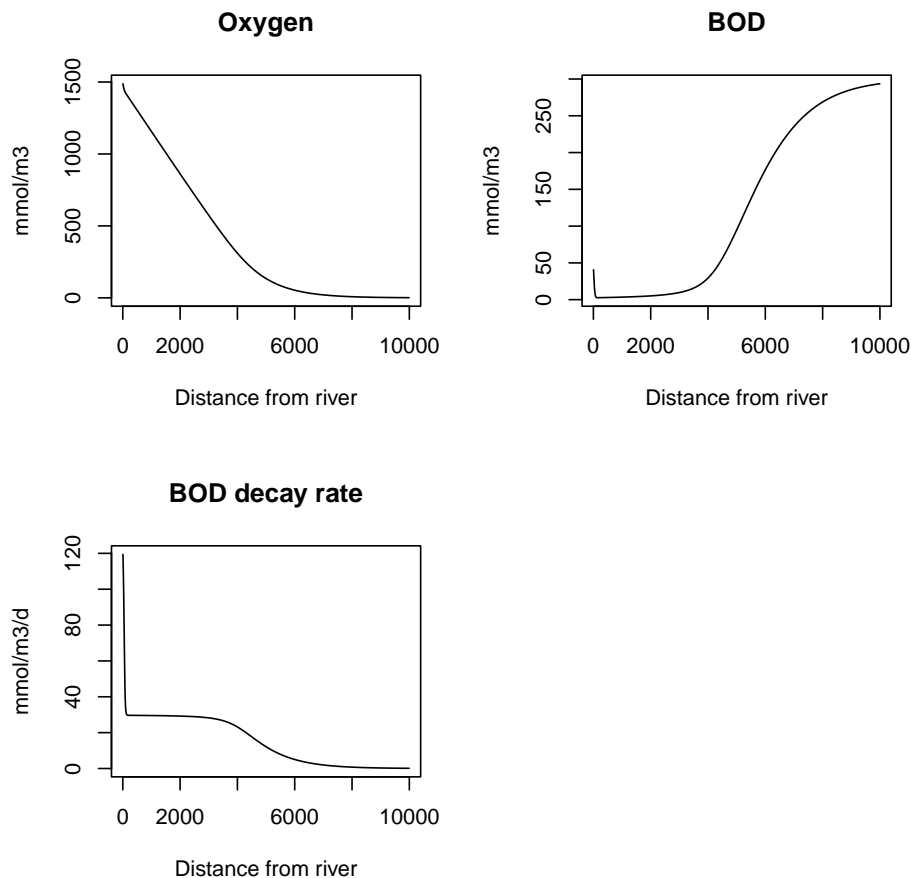 Oxygen
mmol/m3
1500
1000
500
0
0 2000 6000 10000
Distance from river
BOD
mmol/m3
250
150
50
0
0 2000 6000 10000
Distance from river
BOD decay rate
mmol/m3/d
120
80
40
0
0 2000 6000 10000
Distance from river